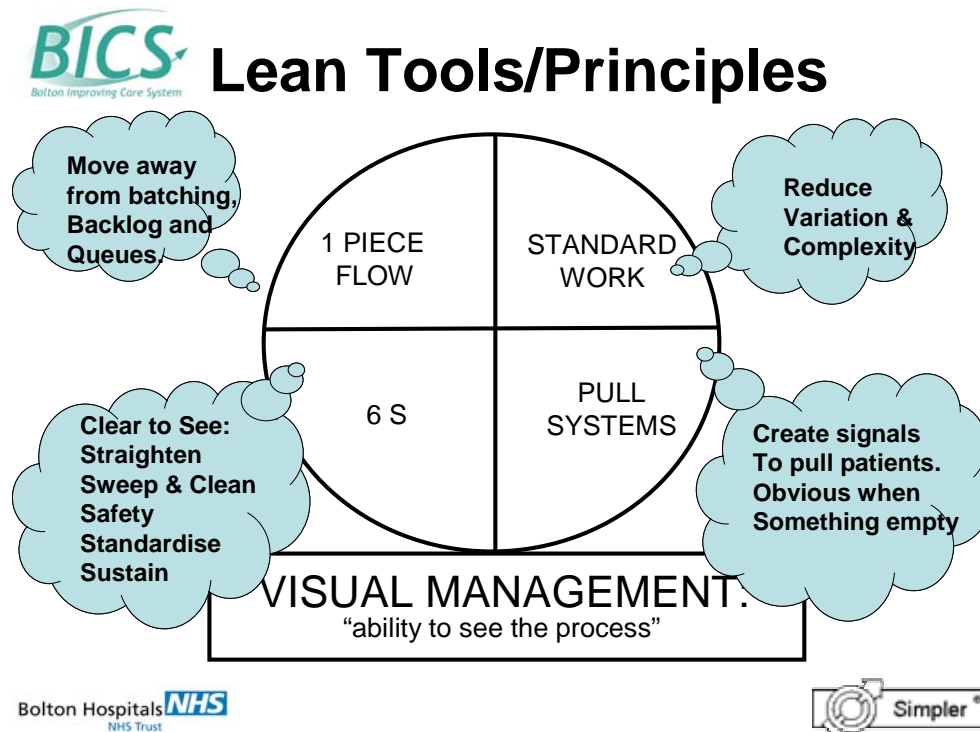 BICS
Bolton Improving Care System
Lean Tools/Principles
Move away
from batching,
Backlog and
Queues.
Reduce
Variation &
Complexity
1 PIECE
FLOW
STANDARD
WORK
6 S
PULL
SYSTEMS
Clear to See:
Straighten
Sweep & Clean
Safety
Standardise
Sustain
Create signals
To pull patients.
Obvious when
Something empty
VISUAL MANAGEMENT:
“ability to see the process”
Bolton Hospitals NHS
NHS Trust
Simpler ®